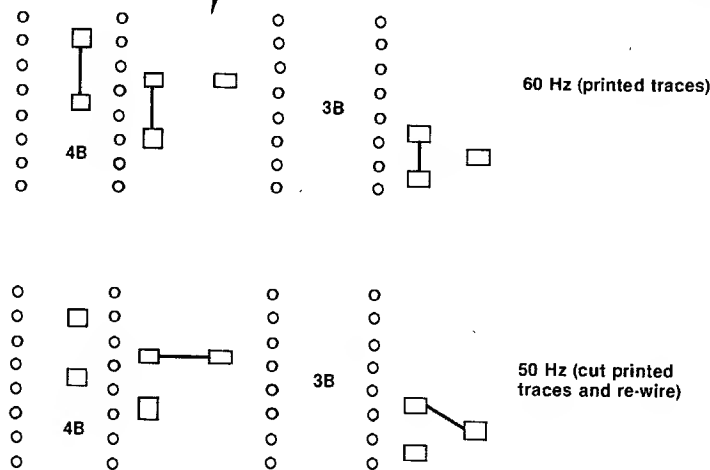 3B
60 Hz (printed traces)
4B
3B
50 Hz (cut printed
traces and re-wire)
4B